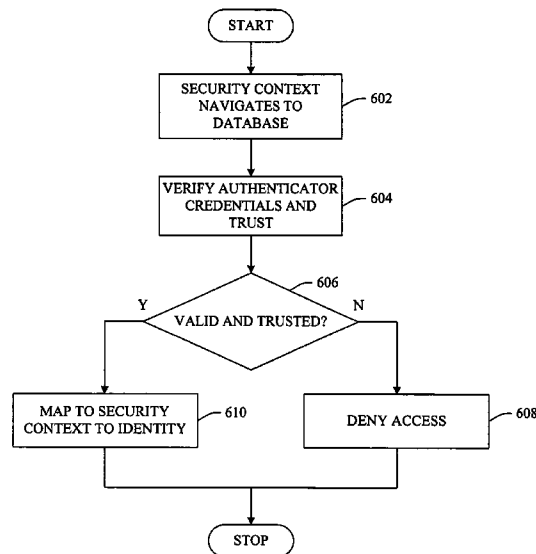 START
SECURITY CONTEXT
NAVIGATES TO
DATABASE
602
VERIFY AUTHENTICATOR
CREDENTIALS AND
TRUST
604
606
Y
N
VALID AND TRUSTED?
MAP TO SECURITY
CONTEXT TO IDENTITY
610
DENY ACCESS
608
STOP